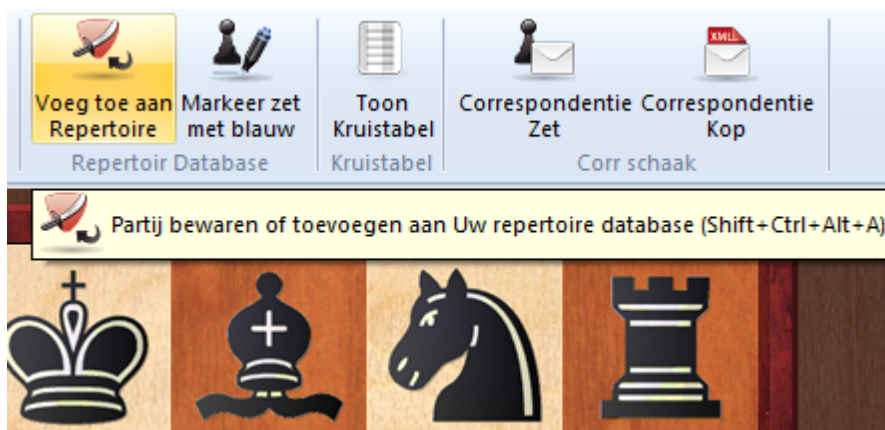 XML
Voeg toe aan Repertoire
Markeer zet met blauw
Toon Kruistabel
Correspondentie Zet
Correspondentie Kop
Repertoir Database
Kruistabel
Corr schaak
Partij bewaren of toevoegen aan Uw repertoire database (Shift+Ctrl+Alt+A)